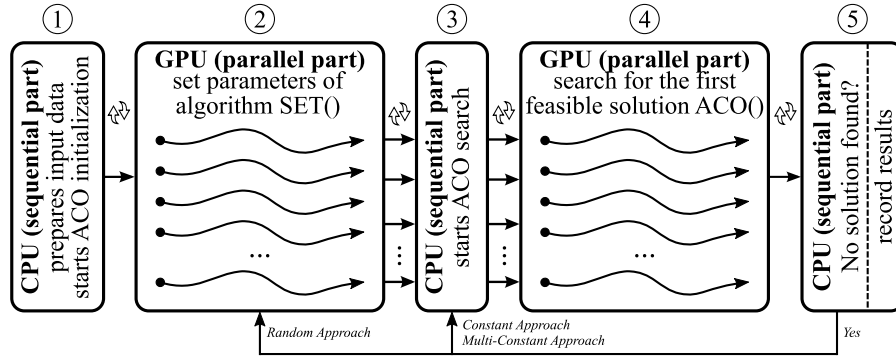 1
CPU (sequential part)
prepares input data
starts ACO initialization
2
GPU (parallel part)
set parameters of
algorithm SET()
...
3
CPU (sequential part)
starts ACO search
...
...
4
GPU (parallel part)
search for the first
feasible solution ACO()
...
5
CPU (sequential part)
No solution found?
record results
Random Approach
Constant Approach
Multi-Constant Approach
Yes